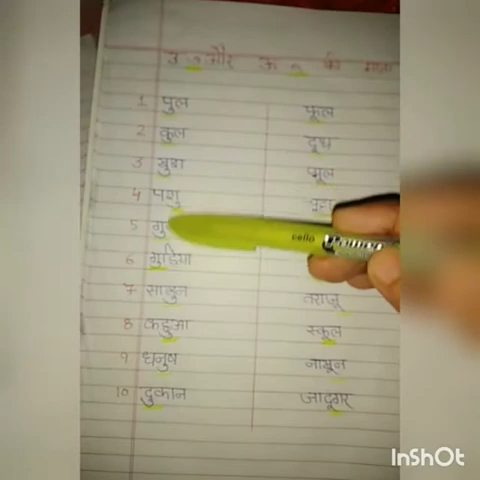 उ ु और ऊ ू की मात्रा
1 पुल फूल
2 कुल दूध
3 खुश मूल
4 पशु
5 गु
cello
6 गुडिया
7 साबुन तराजू
8 कछुआ स्कूल
9 धनुष जामून
10 दुकान जादूगर
InShOt